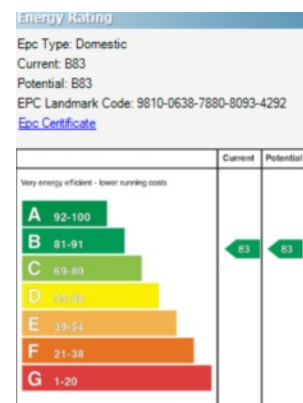 Energy Rating
Epc Type: Domestic
Current: B83
Potential: B83
EPC Landmark Code: 9810-0638-7880-8093-4292
Epc Certificate
Current Potential
Very energy efficient - lower running costs
A 92-100
B 81-91 83 83
C 69-80
D 55-68
E 39-54
F 21-38
G 1-20